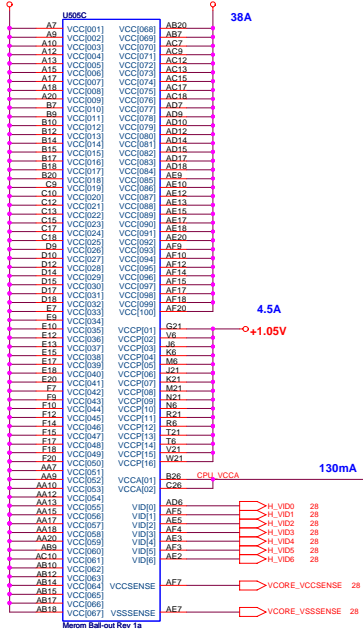 U505C
38A
A7 VCC[001] VCC[068] AB20
A9 VCC[002] VCC[069] AB7
A10 VCC[003] VCC[070] AC7
A12 VCC[004] VCC[071] AC9
A13 VCC[005] VCC[072] AC12
A15 VCC[006] VCC[073] AC13
A17 VCC[007] VCC[074] AC15
A18 VCC[008] VCC[075] AC17
A20 VCC[009] VCC[076] AC18
B7 VCC[010] VCC[077] AD7
B9 VCC[011] VCC[078] AD9
B10 VCC[012] VCC[079] AD10
B12 VCC[013] VCC[080] AD12
B14 VCC[014] VCC[081] AD14
B15 VCC[015] VCC[082] AD15
B17 VCC[016] VCC[083] AD17
B18 VCC[017] VCC[084] AD18
B20 VCC[018] VCC[085] AE9
C9 VCC[019] VCC[086] AE10
C10 VCC[020] VCC[087] AE12
C12 VCC[021] VCC[088] AE13
C13 VCC[022] VCC[089] AE15
C15 VCC[023] VCC[090] AE17
C17 VCC[024] VCC[091] AE18
C18 VCC[025] VCC[092] AE20
D9 VCC[026] VCC[093] AF9
D10 VCC[027] VCC[094] AF10
D12 VCC[028] VCC[095] AF12
D14 VCC[029] VCC[096] AF14
D15 VCC[030] VCC[097] AF15
D17 VCC[031] VCC[098] AF17
D18 VCC[032] VCC[099] AF18
E7 VCC[033] VCC[100] AF20
4.5A
E9 VCC[034]
E10 VCC[035] VCCP[01] G21 +1.05V
E12 VCC[036] VCCP[02] V6
E13 VCC[037] VCCP[03] J6
E15 VCC[038] VCCP[04] K6
E17 VCC[039] VCCP[05] M6
E18 VCC[040] VCCP[06] J21
E20 VCC[041] VCCP[07] K21
F7 VCC[042] VCCP[08] M21
F9 VCC[043] VCCP[09] N21
F10 VCC[044] VCCP[10] N6
F12 VCC[045] VCCP[11] R21
F14 VCC[046] VCCP[12] R6
F15 VCC[047] VCCP[13] T21
F17 VCC[048] VCCP[14] T6
F18 VCC[049] VCCP[15] V21
F20 VCC[050] VCCP[16] W21
130mA
AA7 VCC[051]
AA9 VCC[052] VCCA[01] B26 CPU_VCCA
AA10 VCC[053] VCCA[02] C26
AA12 VCC[054]
AA13 VCC[055] VID[0] AD6 H_VID0 28
AA15 VCC[056] VID[1] AF5 H_VID1 28
AA17 VCC[057] VID[2] AE5 H_VID2 28
AA18 VCC[058] VID[3] AF4 H_VID3 28
AA20 VCC[059] VID[4] AE3 H_VID4 28
AB9 VCC[060] VID[5] AF3 H_VID5 28
AC10 VCC[061] VID[6] AE2 H_VID6 28
AB10 VCC[062]
AB12 VCC[063]
AB14 VCC[064] VCCSENSE AF7 VCORE_VCCSENSE 28
AB15 VCC[065]
AB17 VCC[066]
AB18 VCC[067] VSSSENSE AE7 VCORE_VSSSENSE 28
Merom Ball-out Rev 1a